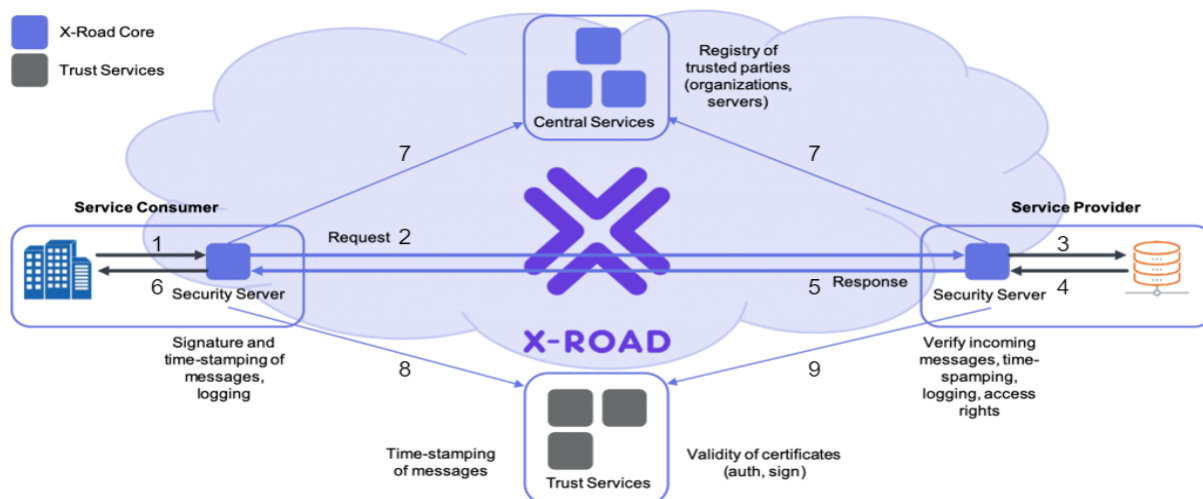 X-Road Core
Trust Services
Registry of
trusted parties
(organizations,
servers)
Central Services
7
7
Service Consumer
Service Provider
1
Request 2
3
6
5 Response
4
Security Server
Security Server
X-ROAD
Signature and
time-stamping of
messages,
logging
8
9
Verify incoming
messages, time-
spamping,
logging, access
rights
Time-stamping
of messages
Validity of certificates
(auth, sign)
Trust Services